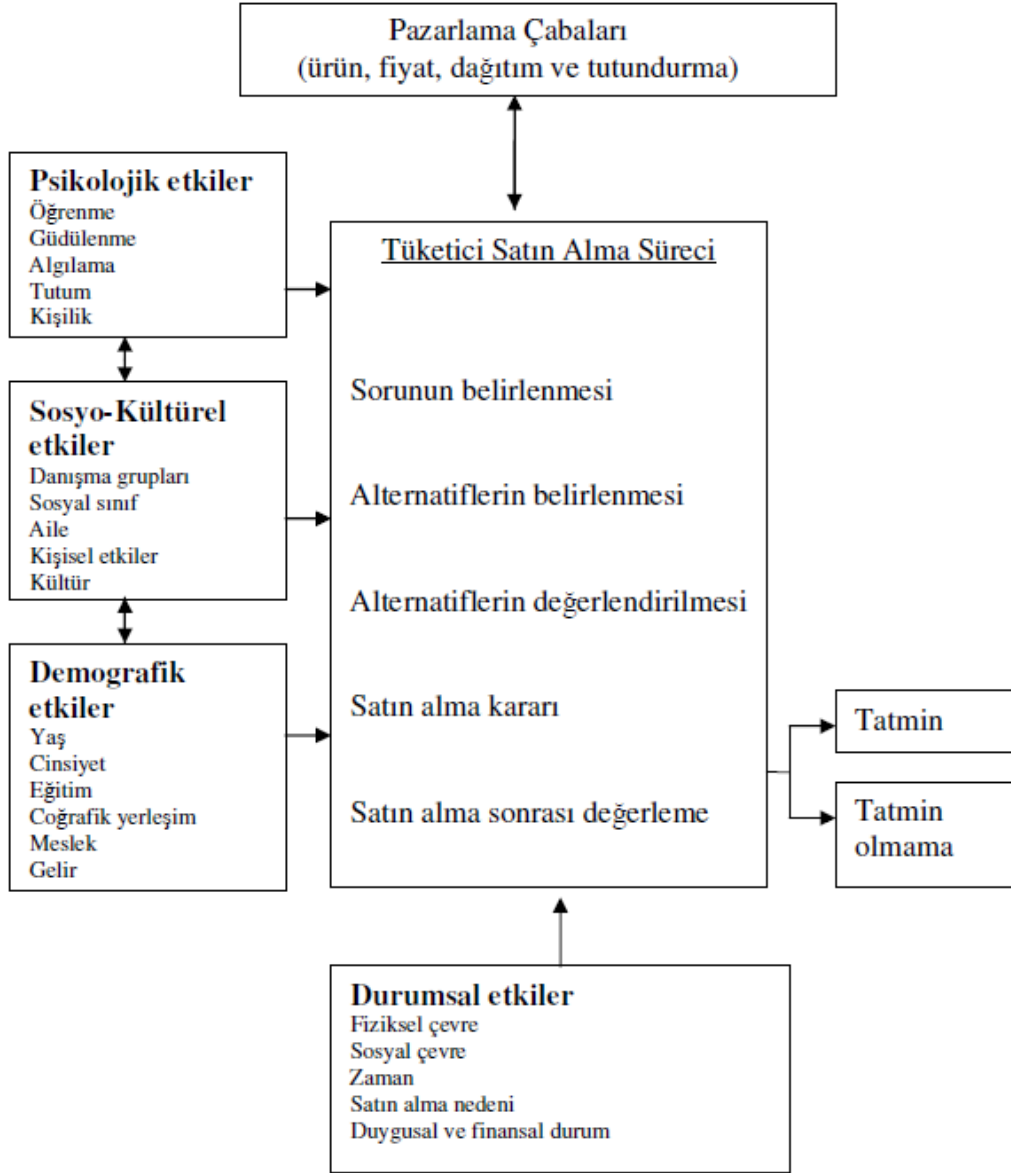 Pazarlama Çabaları
(ürün, fiyat, dağıtım ve tutundurma)
Psikolojik etkiler
Öğrenme
Güdülenme
Algılama
Tutum
Kişilik
Sosyo-Kültürel
etkiler
Danışma grupları
Sosyal sınıf
Aile
Kişisel etkiler
Kültür
Demografik
etkiler
Yaş
Cinsiyet
Eğitim
Coğrafik yerleşim
Meslek
Gelir
Tüketici Satın Alma Süreci
Sorunun belirlenmesi
Alternatiflerin belirlenmesi
Alternatiflerin değerlendirilmesi
Satın alma kararı
Satın alma sonrası değerleme
Tatmin
Tatmin
olmama
Durumsal etkiler
Fiziksel çevre
Sosyal çevre
Zaman
Satın alma nedeni
Duygusal ve finansal durum